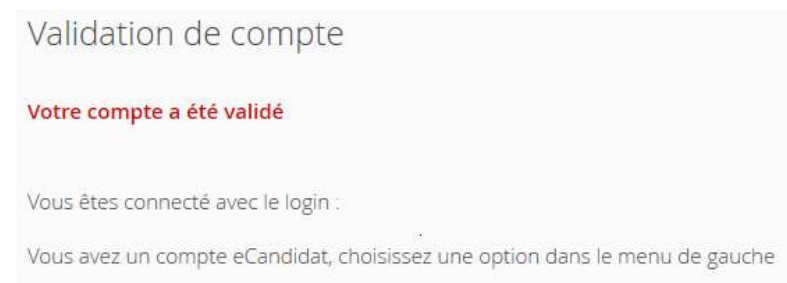 Validation de compte
Votre compte a été validé
Vous êtes connecté avec le login :
Vous avez un compte eCandidat, choisissez une option dans le menu de gauche